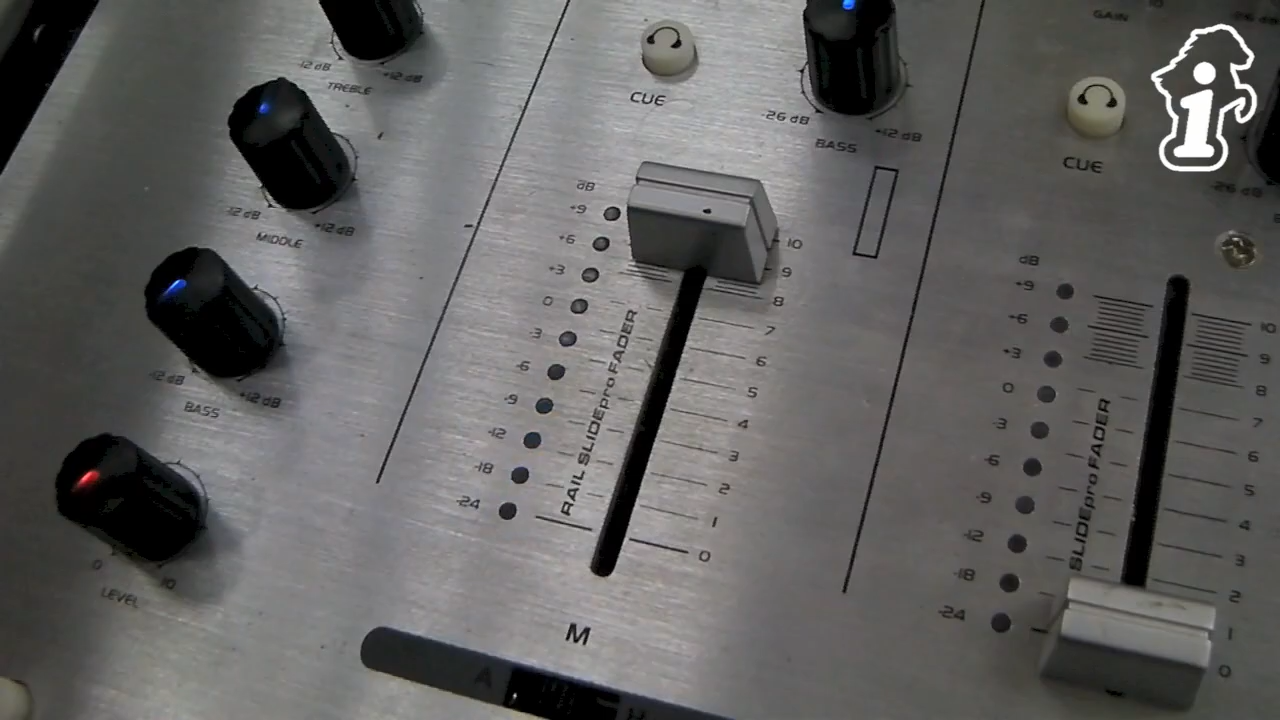 GAIN
10
-26 dB
-12 dB
+12 dB
TREBLE
CUE
-26 dB
+12 dB
BASS
CUE
-26 dB
-12 dB
+12 dB
MIDDLE
dB
+9
+6
+3
0
-3
-6
-9
-12
-18
-24
RAIL SLIDEpro FADER
10
9
8
7
6
5
4
3
2
1
0
dB
+9
+6
+3
0
-3
-6
-9
-12
-18
-24
SLIDEpro FADER
10
9
8
7
6
5
4
3
2
1
0
-12 dB
+12 dB
BASS
0
10
LEVEL
M
A
i